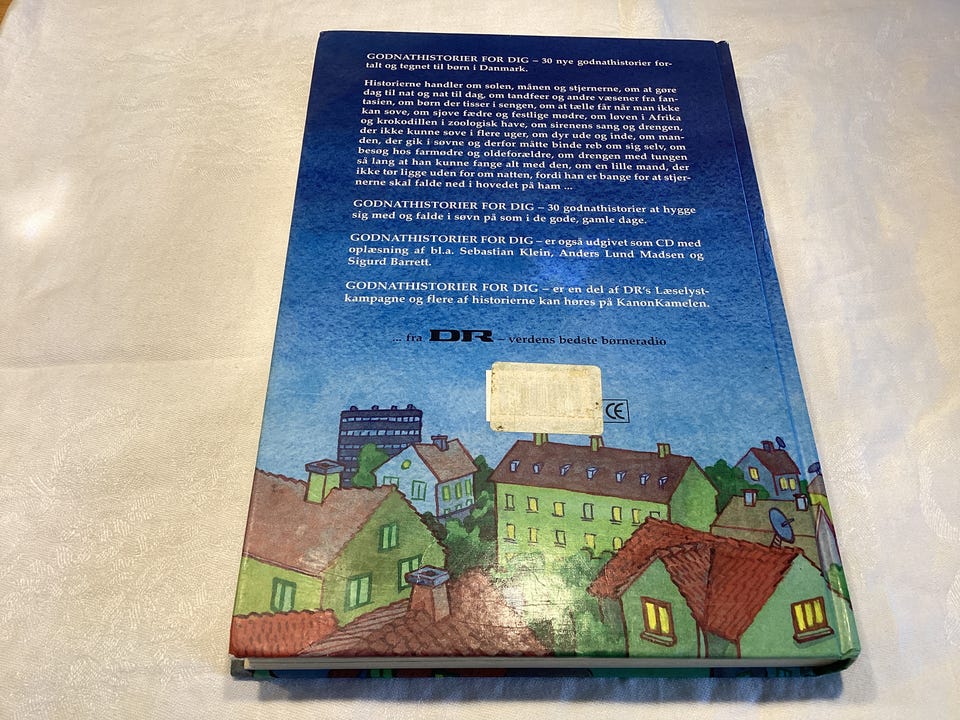 GODNATHISTORIER FOR DIG – 30 nye godnathistorier for-
talt og tegnet til børn i Danmark.
Historierne handler om solen, månen og stjernerne, om at gøre
dag til nat og nat til dag, om tandfeer og andre væsener fra fan-
tasien, om børn der tisser i sengen, om at tælle får når man ikke
kan sove, om sjove fædre og festlige mødre, om løven i Afrika
og krokodillen i zoologisk have, om sirenens sang og drengen,
der ikke kunne sove i flere uger, om dyr ude og inde, om man-
den, der gik i søvne og derfor måtte binde reb om sig selv, om
besøg hos farmødre og oldeforældre, om drengen med tungen
så lang at han kunne fange alt med den, om en lille mand, der
ikke tør ligge uden for om natten, fordi han er bange for at stjer-
nerne skal falde ned i hovedet på ham ...
GODNATHISTORIER FOR DIG – 30 godnathistorier at hygge
sig med og falde i søvn på som i de gode, gamle dage.
GODNATHISTORIER FOR DIG – er også udgivet som CD med
oplæsning af bl.a. Sebastian Klein, Anders Lund Madsen og
Sigurd Barrett.
GODNATHISTORIER FOR DIG – er en del af DR's Læselyst-
kampagne og flere af historierne kan høres på KanonKamelen.
... fra DR – verdens bedste børneradio
CE